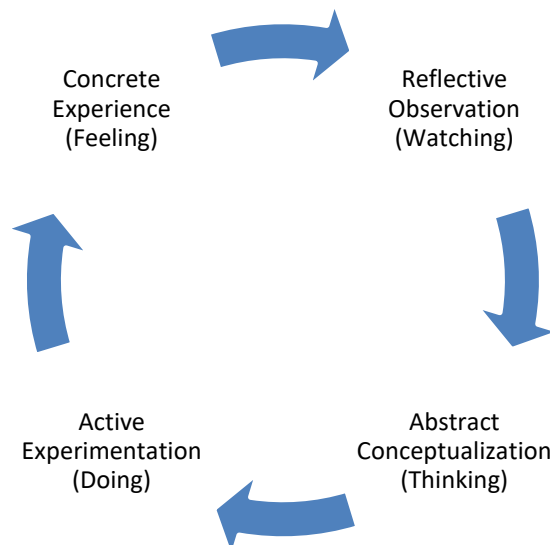 Concrete
Experience
(Feeling)
Reflective
Observation
(Watching)
Abstract
Conceptualization
(Thinking)
Active
Experimentation
(Doing)